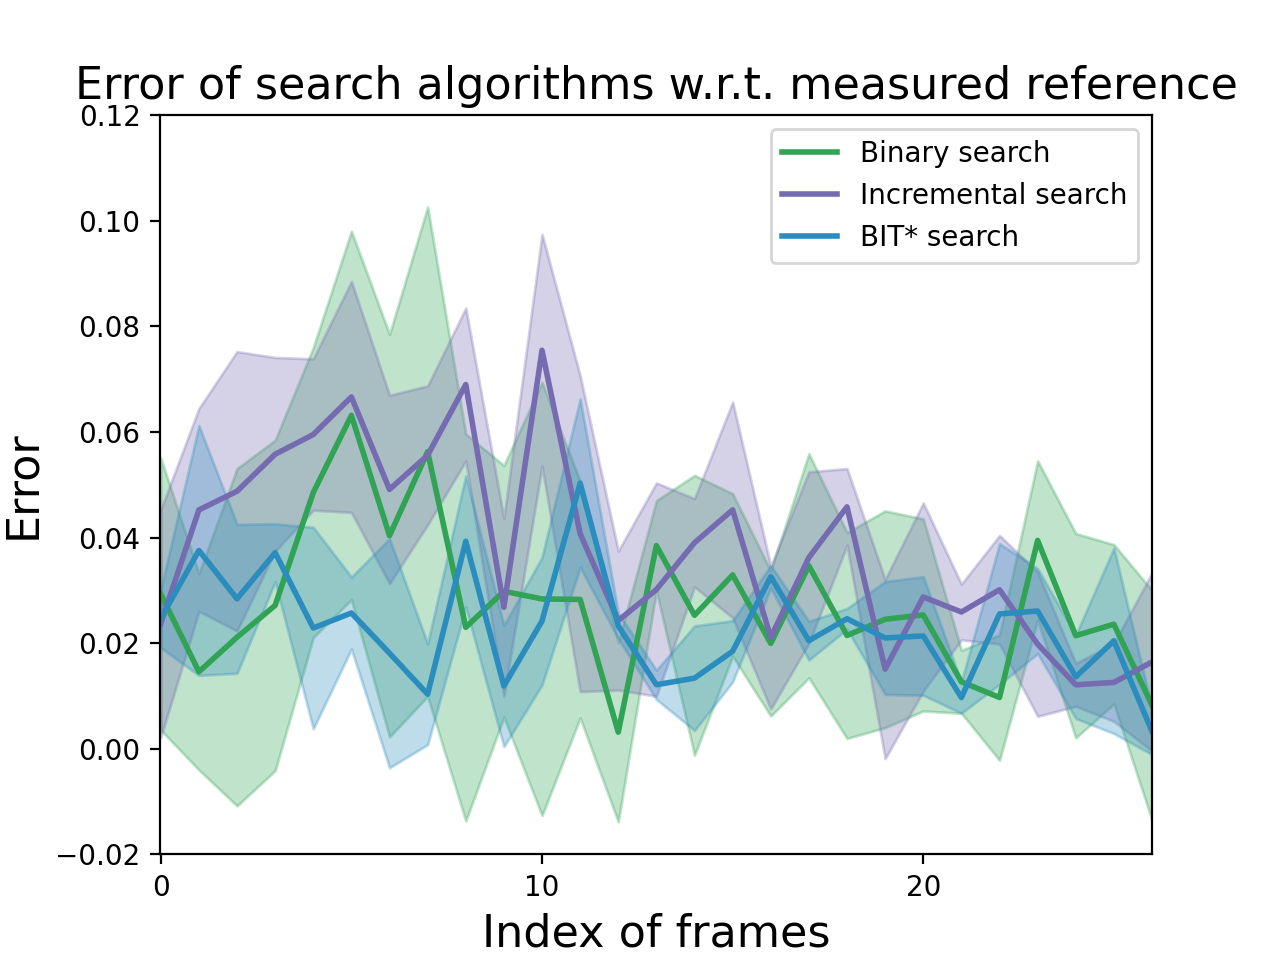 Error of search algorithms w.r.t. measured reference
0.12
0.10
0.08
0.06
0.04
0.02
0.00
−0.02
Error
Binary search
Incremental search
BIT* search
0
10
20
Index of frames